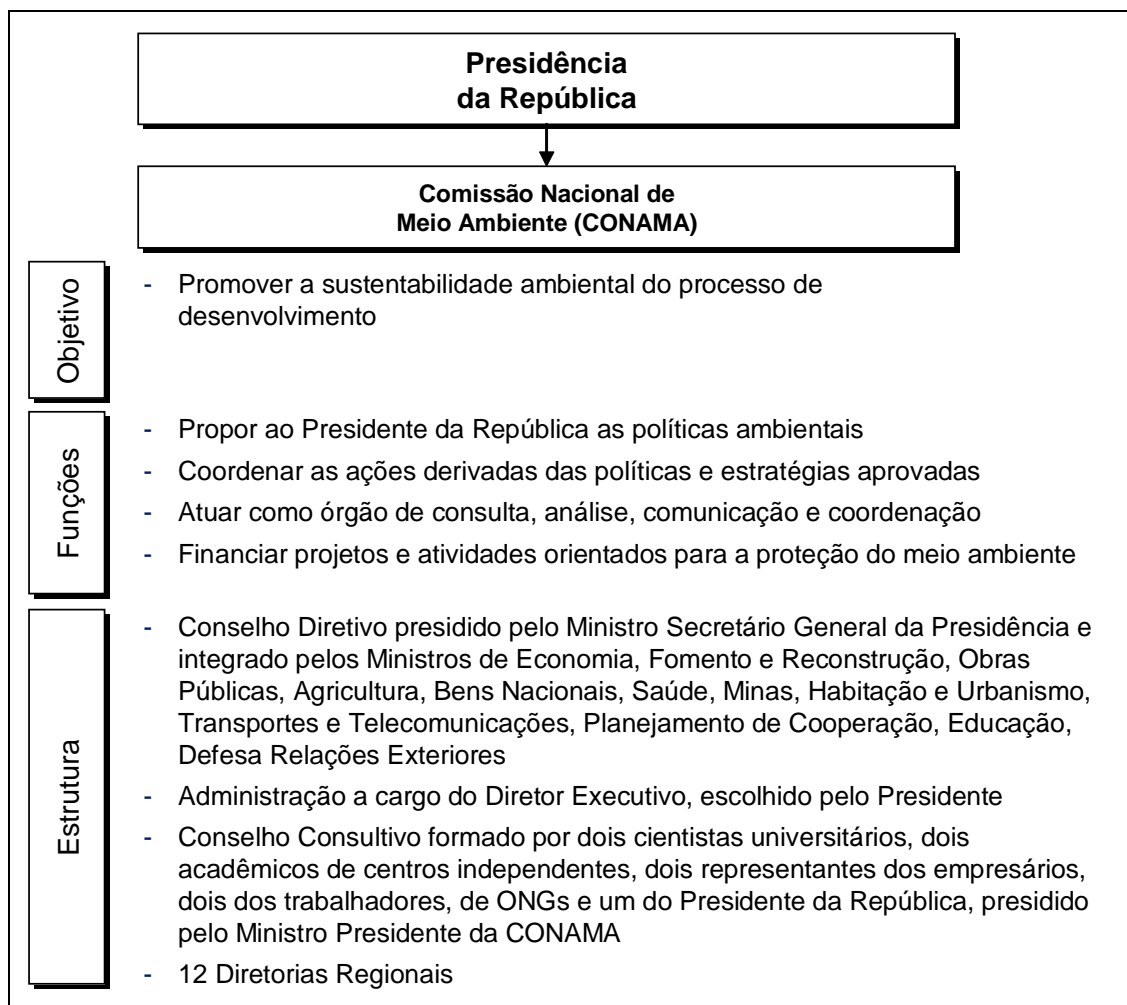 Presidência
da República
Comissão Nacional de
Meio Ambiente (CONAMA)
Objetivo
- Promover a sustentabilidade ambiental do processo de
desenvolvimento
Funções
- Propor ao Presidente da República as políticas ambientais
- Coordenar as ações derivadas das políticas e estratégias aprovadas
- Atuar como órgão de consulta, análise, comunicação e coordenação
- Financiar projetos e atividades orientados para a proteção do meio ambiente
Estrutura
- Conselho Diretivo presidido pelo Ministro Secretário General da Presidência e
integrado pelos Ministros de Economia, Fomento e Reconstrução, Obras
Públicas, Agricultura, Bens Nacionais, Saúde, Minas, Habitação e Urbanismo,
Transportes e Telecomunicações, Planejamento de Cooperação, Educação,
Defesa Relações Exteriores
- Administração a cargo do Diretor Executivo, escolhido pelo Presidente
- Conselho Consultivo formado por dois cientistas universitários, dois
acadêmicos de centros independentes, dois representantes dos empresários,
dois dos trabalhadores, de ONGs e um do Presidente da República, presidido
pelo Ministro Presidente da CONAMA
- 12 Diretorias Regionais